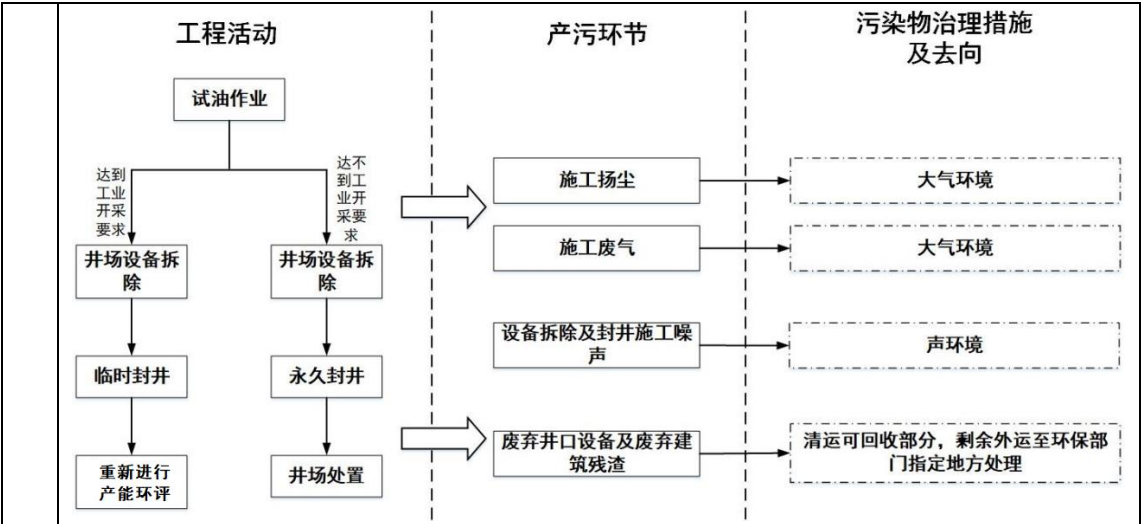 工程活动
产污环节
污染物治理措施
及去向
试油作业
达到
工业
开采
要求
达不
到工
业开
采要
求
井场设备拆
除
井场设备拆
除
临时封井
永久封井
重新进行
产能环评
井场处置
施工扬尘
大气环境
施工废气
大气环境
设备拆除及封井施工噪
声
声环境
废弃井口设备及废弃建
筑残渣
清运可回收部分，剩余外运至环保部
门指定地方处理